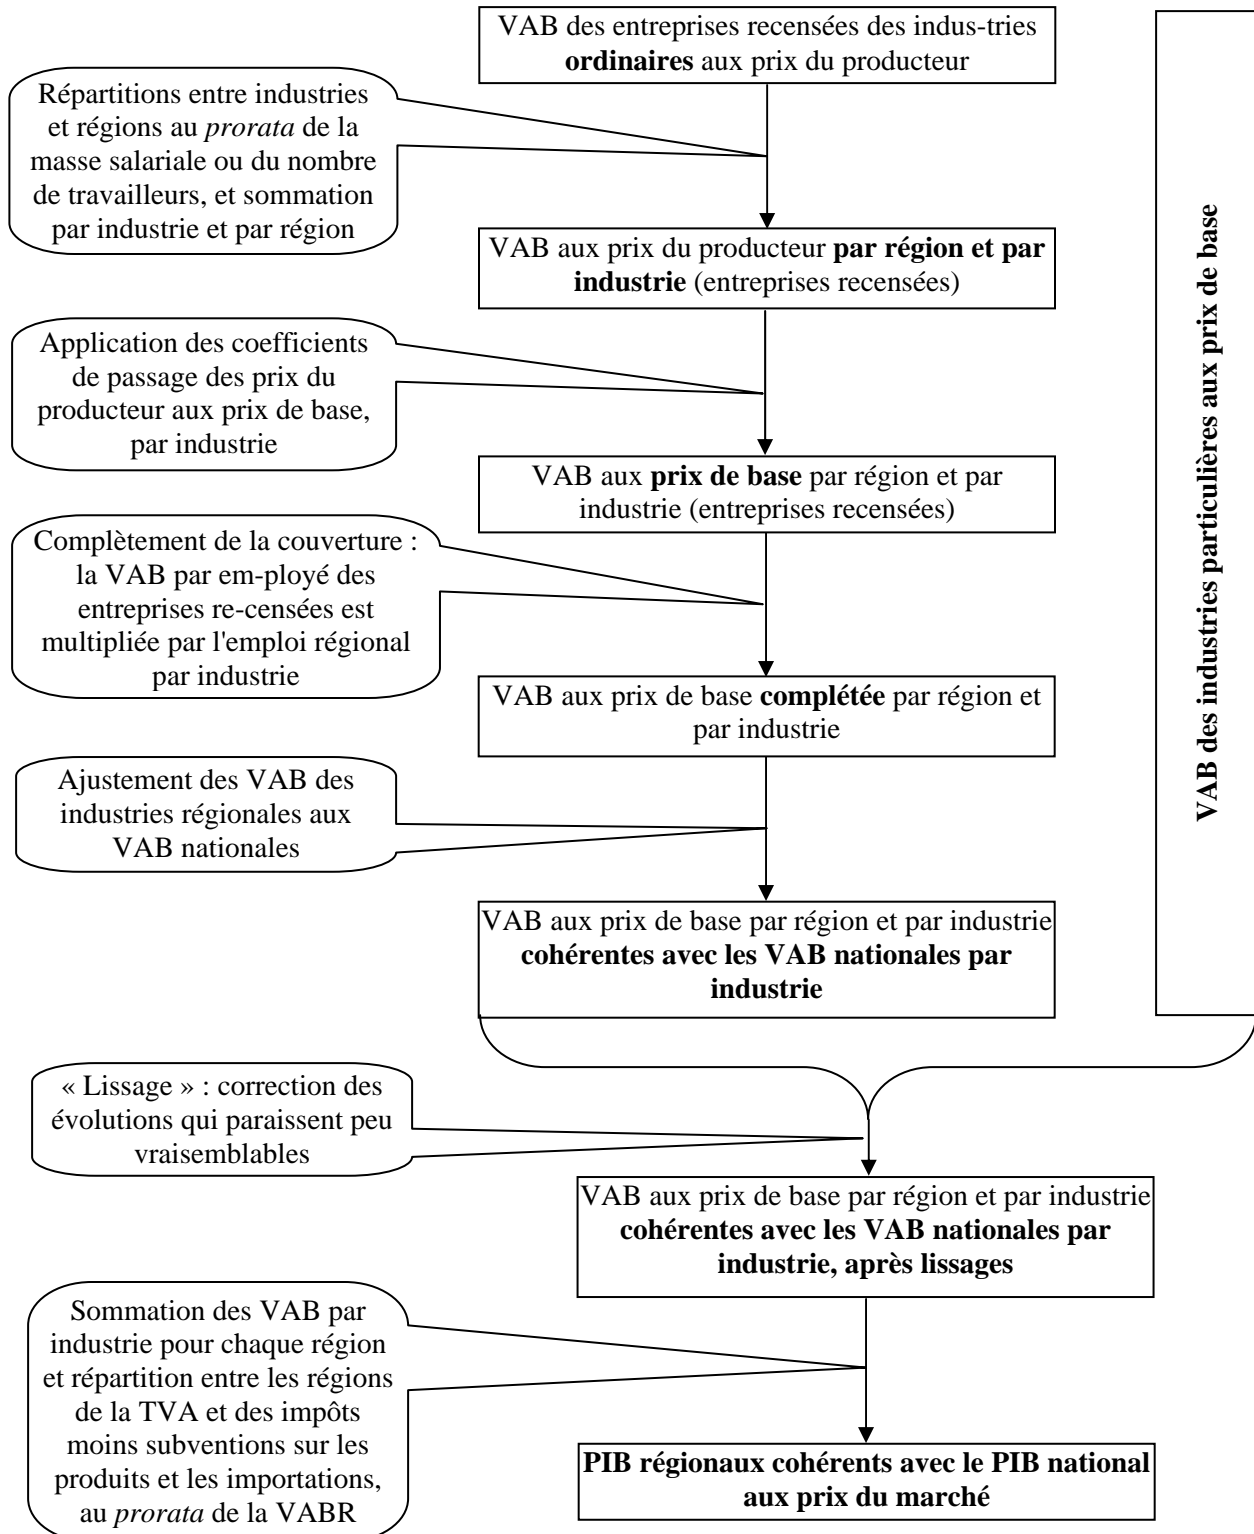 VAB des entreprises recensées des indus-tries
ordinaires aux prix du producteur
Répartitions entre industries
et régions au prorata de la
masse salariale ou du nombre
de travailleurs, et sommation
par industrie et par région
VAB aux prix du producteur par région et par
industrie (entreprises recensées)
Application des coefficients
de passage des prix du
producteur aux prix de base,
par industrie
VAB aux prix de base par région et par
industrie (entreprises recensées)
Complètement de la couverture :
la VAB par em-ployé des
entreprises re-censées est
multipliée par l'emploi régional
par industrie
VAB aux prix de base complétée par région et
par industrie
Ajustement des VAB des
industries régionales aux
VAB nationales
VAB aux prix de base par région et par industrie
cohérentes avec les VAB nationales par
industrie
VAB des industries particulières aux prix de base
« Lissage » : correction des
évolutions qui paraissent peu
vraisemblables
VAB aux prix de base par région et par industrie
cohérentes avec les VAB nationales par
industrie, après lissages
Sommation des VAB par
industrie pour chaque région
et répartition entre les régions
de la TVA et des impôts
moins subventions sur les
produits et les importations,
au prorata de la VABR
PIB régionaux cohérents avec le PIB national
aux prix du marché